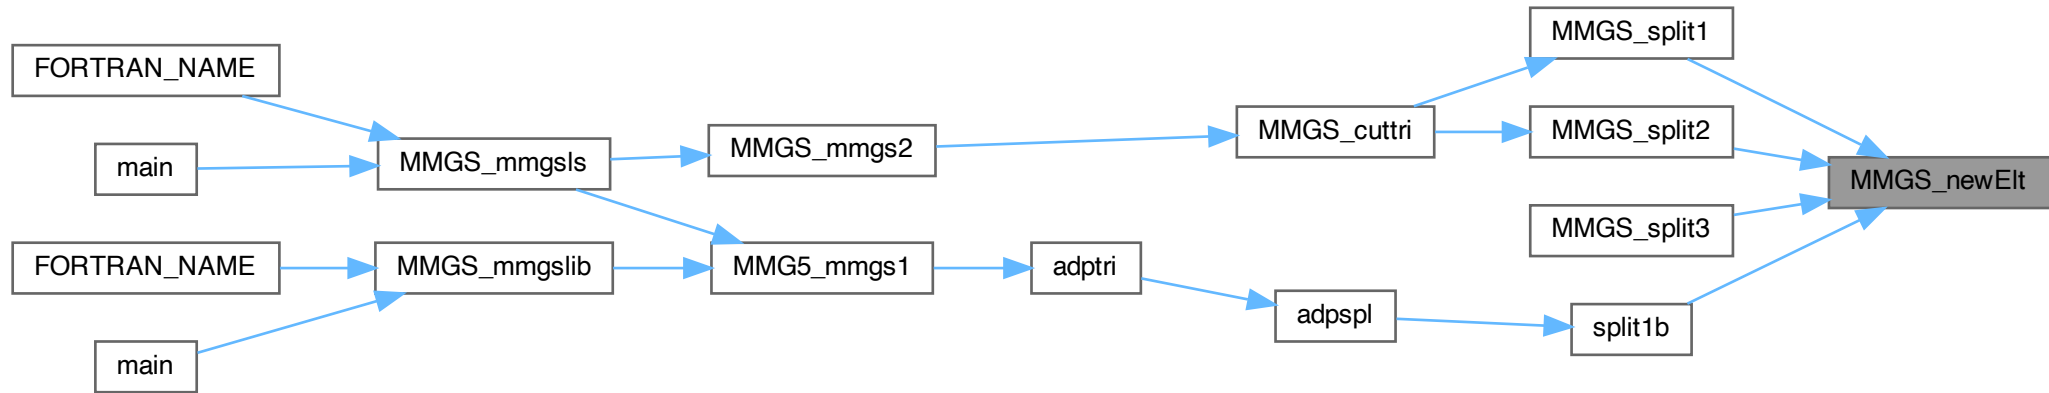 MMGS_split1
FORTRAN_NAME
MMGS_cuttri
MMGS_split2
MMGS_mmgs2
main
MMGS_mmgsls
MMGS_newElt
MMGS_split3
FORTRAN_NAME
MMGS_mmgslib
MMG5_mmgs1
adptri
adpspl
split1b
main